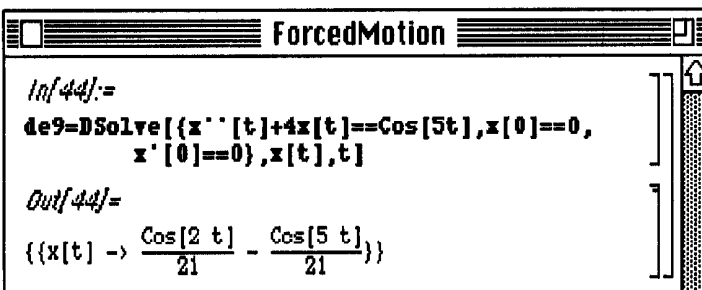 ForcedMotion
In[44]:=
de9=DSolve[{x''[t]+4x[t]==Cos[5t],x[0]==0,
x'[0]==0},x[t],t]
Out[44]=
{{x[t] -> Cos[2 t]/21 - Cos[5 t]/21}}